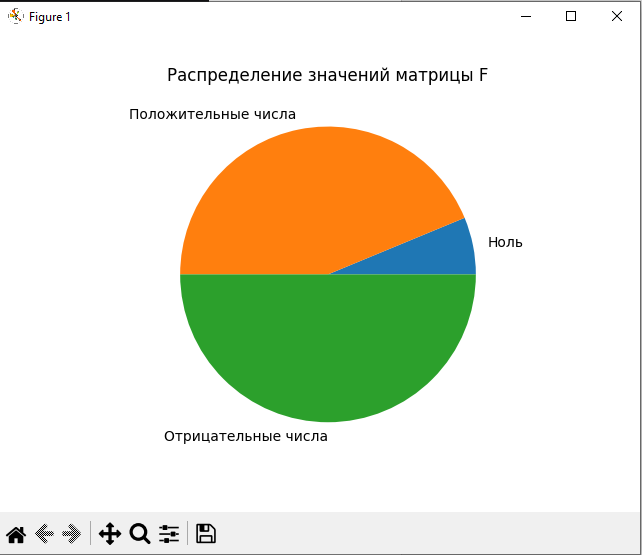 Figure 1
Распределение значений матрицы F
Положительные числа
Ноль
Отрицательные числа